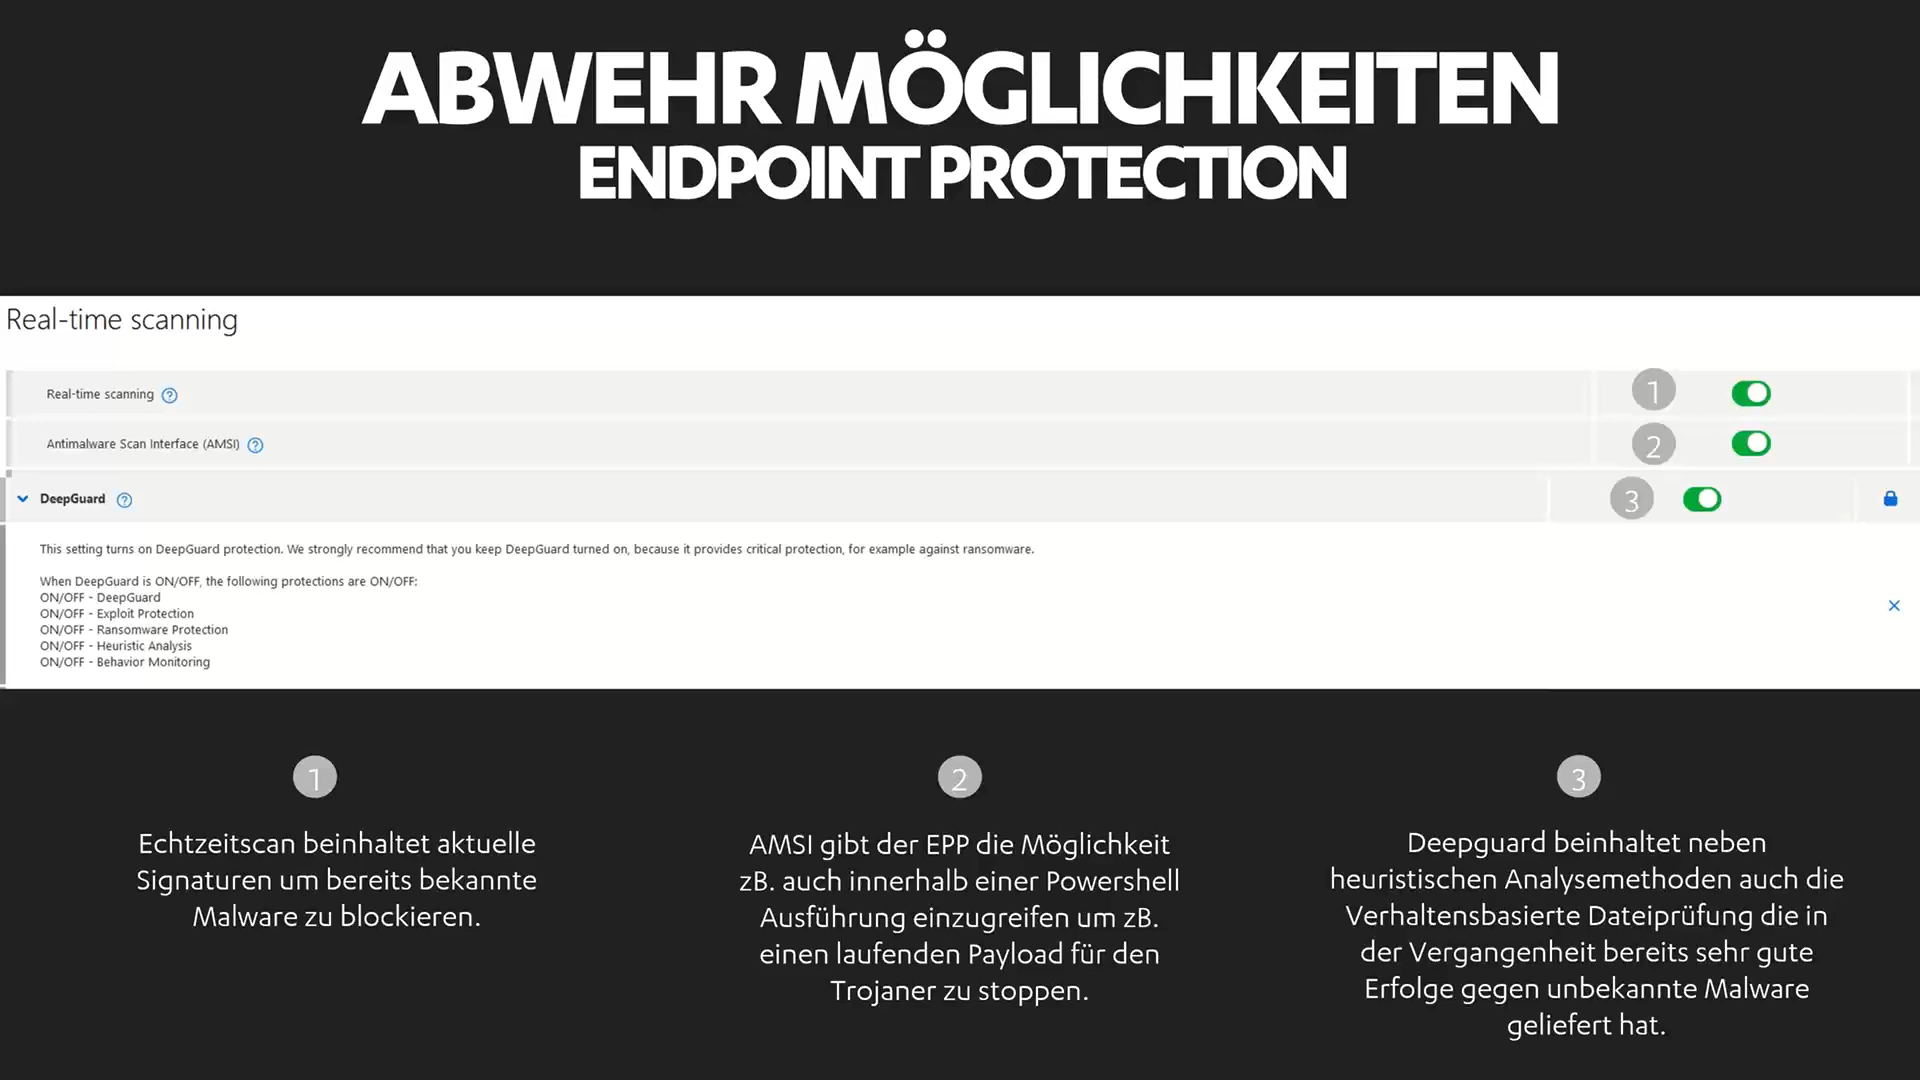 ABWEHR MÖGLICHKEITEN
ENDPOINT PROTECTION
Real-time scanning
Real-time scanning ? 1
Antimalware Scan Interface (AMSI) ? 2
DeepGuard ? 3
This setting turns on DeepGuard protection. We strongly recommend that you keep DeepGuard turned on, because it provides critical protection, for example against ransomware.
When DeepGuard is ON/OFF, the following protections are ON/OFF:
ON/OFF - DeepGuard
ON/OFF - Exploit Protection
ON/OFF - Ransomware Protection
ON/OFF - Heuristic Analysis
ON/OFF - Behavior Monitoring
1
Echtzeitscan beinhaltet aktuelle
Signaturen um bereits bekannte
Malware zu blockieren.
2
AMSI gibt der EPP die Möglichkeit
zB. auch innerhalb einer Powershell
Ausführung einzugreifen um zB.
einen laufenden Payload für den
Trojaner zu stoppen.
3
Deepguard beinhaltet neben
heuristischen Analysemethoden auch die
Verhaltensbasierte Dateiprüfung die in
der Vergangenheit bereits sehr gute
Erfolge gegen unbekannte Malware
geliefert hat.